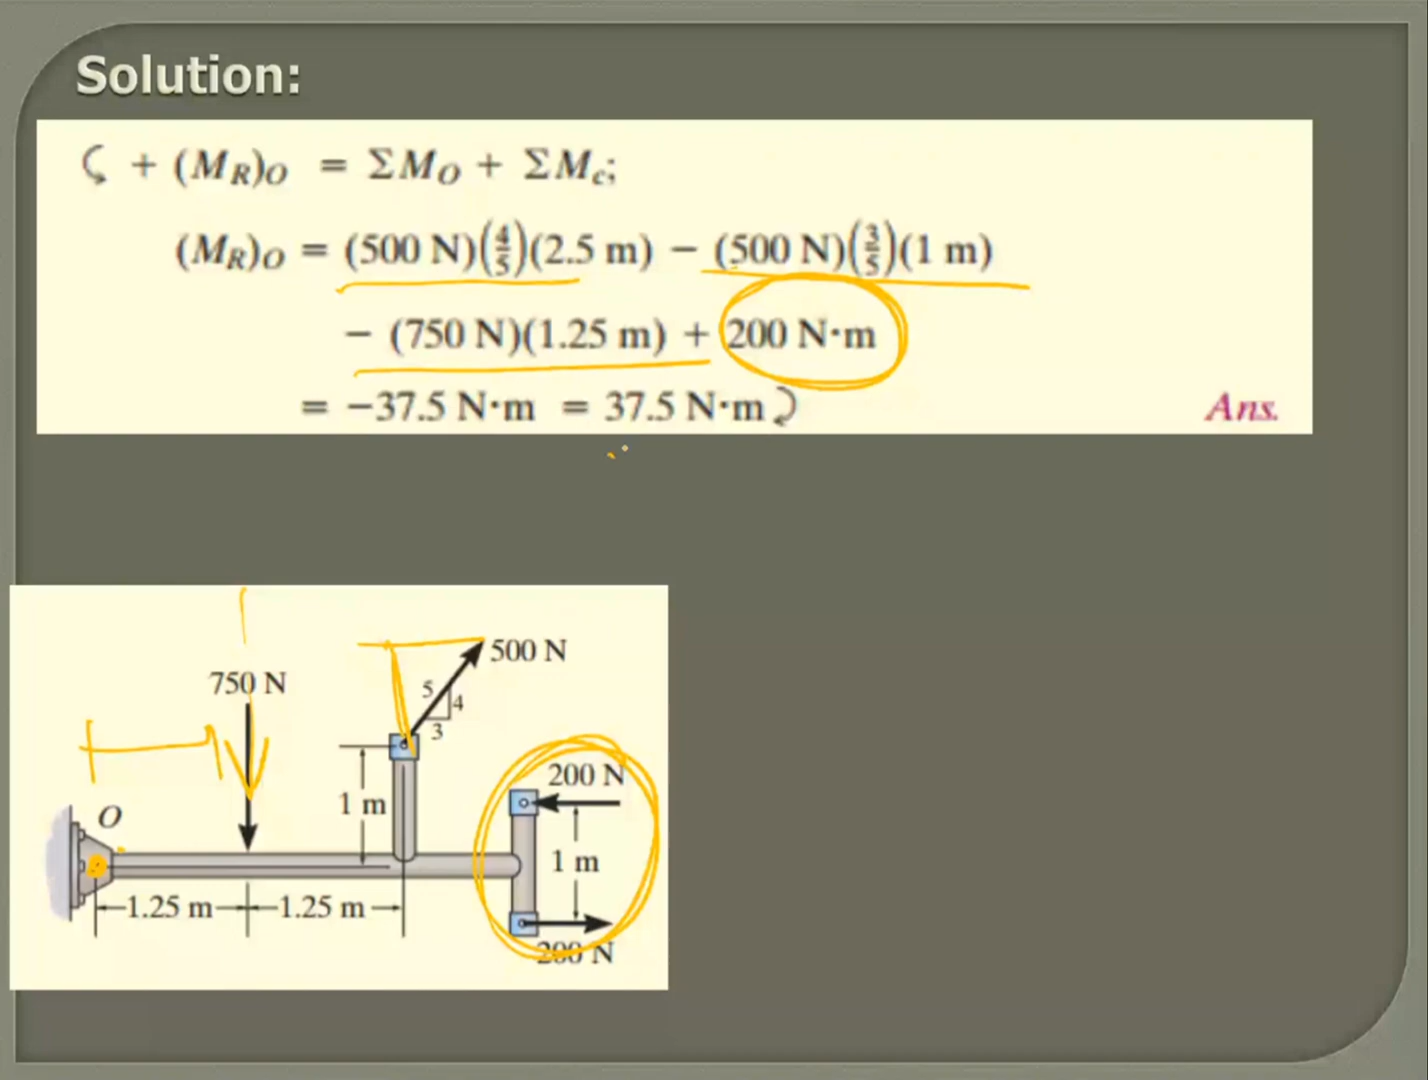 Solution:
ζ + (M_R)_O = ΣM_O + ΣM_c;
(M_R)_O = (500 N)(4/5)(2.5 m) − (500 N)(3/5)(1 m)
− (750 N)(1.25 m) + 200 N·m
= −37.5 N·m = 37.5 N·m ⤸
Ans.
500 N
750 N
5
4
3
200 N
1 m
O
1 m
1.25 m
1.25 m
200 N